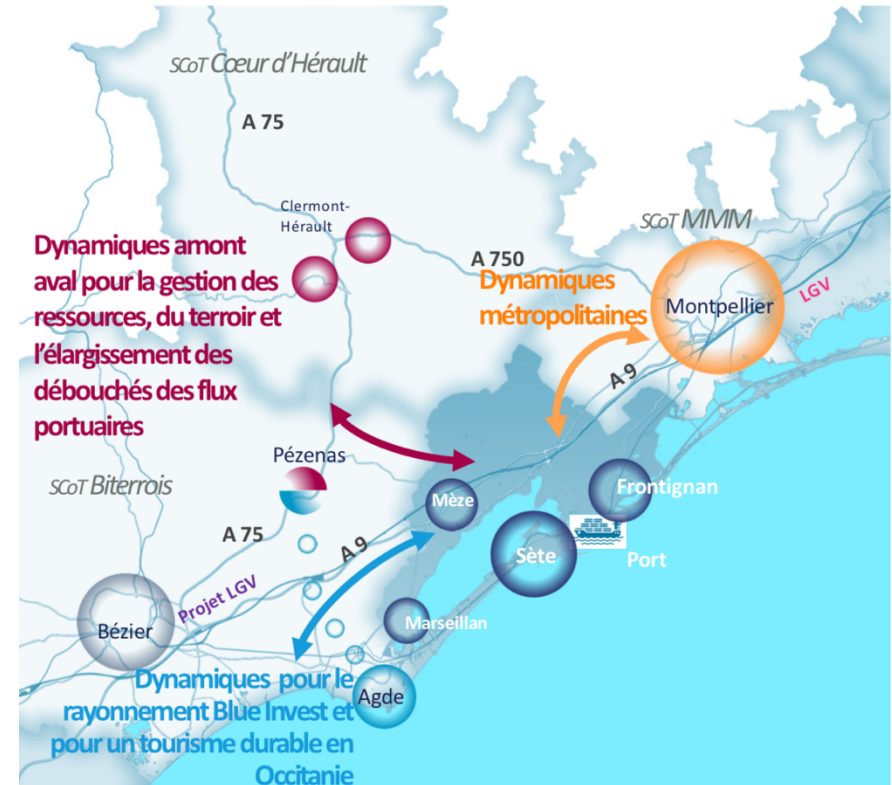 SCoT Cœur d'Hérault
A 75
Clermont-
Hérault
SCoT MMM
Dynamiques amont
aval pour la gestion des
ressources, du terroir et
l'élargissement des
débouchés des flux
portuaires
A 750
Dynamiques
métropolitaines
Montpellier
LGV
A 9
Pézenas
SCoT Biterrois
Mèze
Frontignan
A 75
A 9
Sète
Port
Projet LGV
Marseillan
Bézier
Dynamiques pour le
rayonnement Blue Invest et
pour un tourisme durable en
Occitanie
Agde